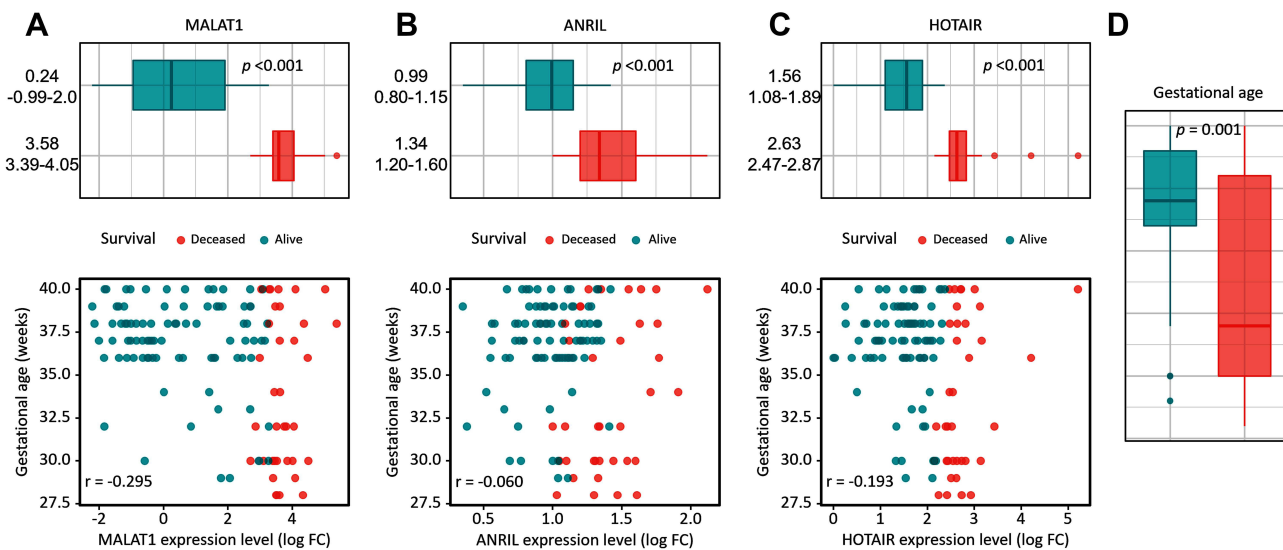 A
MALAT1
0.24
-0.99-2.0
p <0.001
3.58
3.39-4.05
Survival Deceased Alive
Gestational age (weeks)
40.0
37.5
35.0
32.5
30.0
27.5
r = -0.295
-2 0 2 4
MALAT1 expression level (log FC)
B
ANRIL
0.99
0.80-1.15
p <0.001
1.34
1.20-1.60
Survival Deceased Alive
Gestational age (weeks)
40.0
37.5
35.0
32.5
30.0
27.5
r = -0.060
0.5 1.0 1.5 2.0
ANRIL expression level (log FC)
C
HOTAIR
1.56
1.08-1.89
p <0.001
2.63
2.47-2.87
Survival Deceased Alive
Gestational age (weeks)
40.0
37.5
35.0
32.5
30.0
27.5
r = -0.193
0 1 2 3 4 5
HOTAIR expression level (log FC)
D
Gestational age
p = 0.001